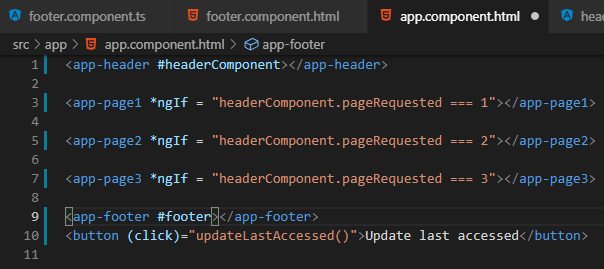 footer.component.ts
footer.component.html
app.component.html
src > app > app.component.html > app-footer
1 <app-header #headerComponent></app-header>
2
3 <app-page1 *ngIf = "headerComponent.pageRequested === 1"></app-page1>
4
5 <app-page2 *ngIf = "headerComponent.pageRequested === 2"></app-page2>
6
7 <app-page3 *ngIf = "headerComponent.pageRequested === 3"></app-page3>
8
9 <app-footer #footer></app-footer>
10 <button (click)="updateLastAccessed()">Update last accessed</button>
11